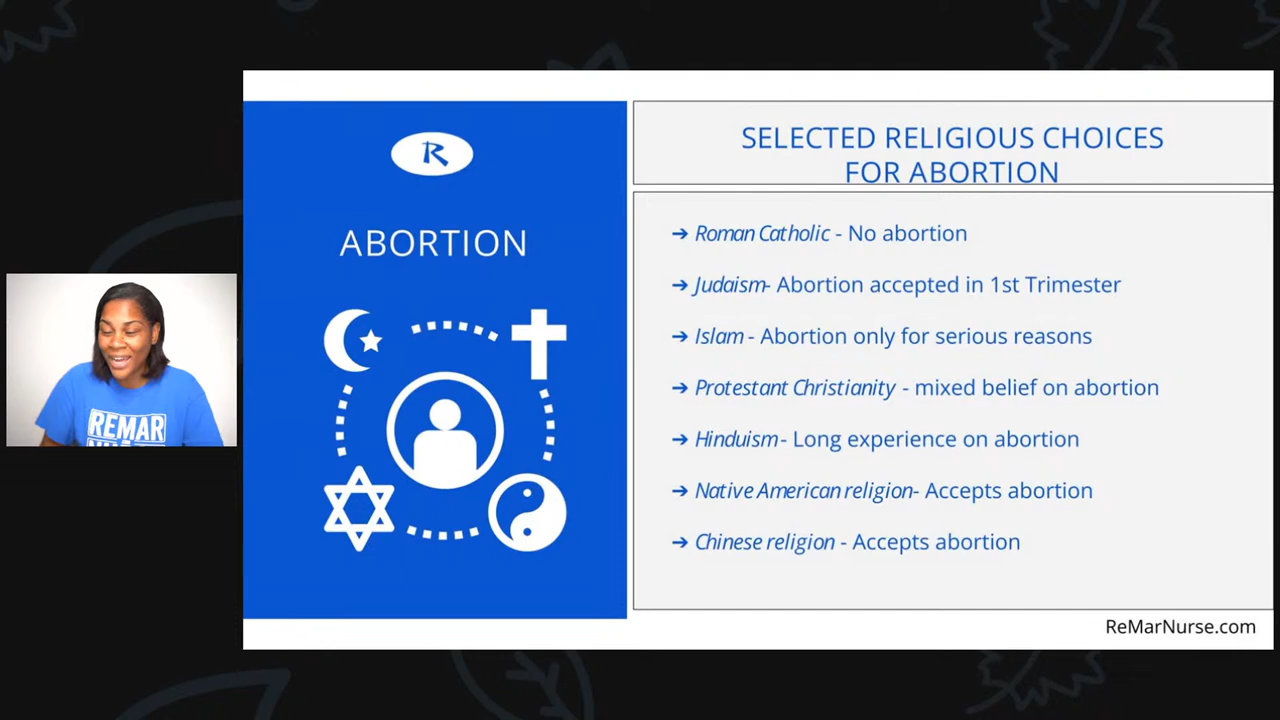 R
ABORTION
SELECTED RELIGIOUS CHOICES
FOR ABORTION
➔ Roman Catholic - No abortion
➔ Judaism- Abortion accepted in 1st Trimester
➔ Islam - Abortion only for serious reasons
➔ Protestant Christianity - mixed belief on abortion
➔ Hinduism- Long experience on abortion
➔ Native American religion- Accepts abortion
➔ Chinese religion - Accepts abortion
REMAR
ReMarNurse.com